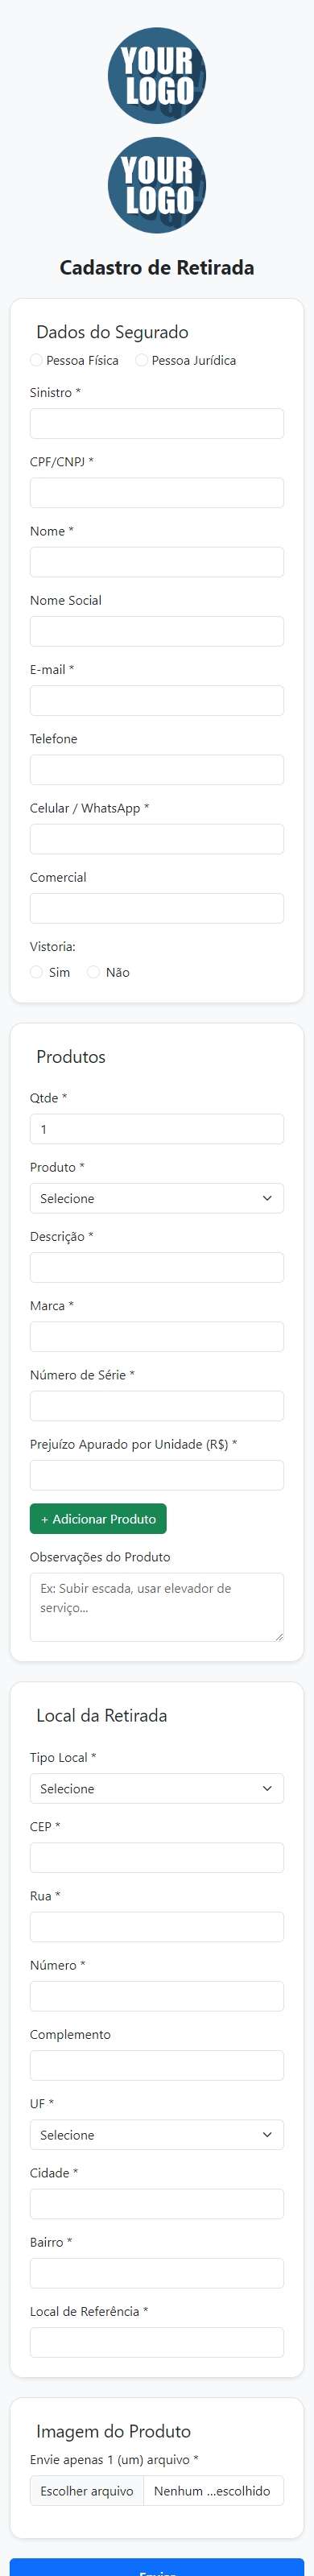 YOUR
LOGO
YOUR
LOGO
Cadastro de Retirada
Dados do Segurado
Pessoa Física Pessoa Jurídica
Sinistro *
CPF/CNPJ *
Nome *
Nome Social
E-mail *
Telefone
Celular / WhatsApp *
Comercial
Vistoria:
Sim Não
Produtos
Qtde *
1
Produto *
Selecione
Descrição *
Marca *
Número de Série *
Prejuízo Apurado por Unidade (R$) *
+ Adicionar Produto
Observações do Produto
Ex: Subir escada, usar elevador de
serviço...
Local da Retirada
Tipo Local *
Selecione
CEP *
Rua *
Número *
Complemento
UF *
Selecione
Cidade *
Bairro *
Local de Referência *
Imagem do Produto
Envie apenas 1 (um) arquivo *
Escolher arquivo Nenhum ...escolhido
Enviar